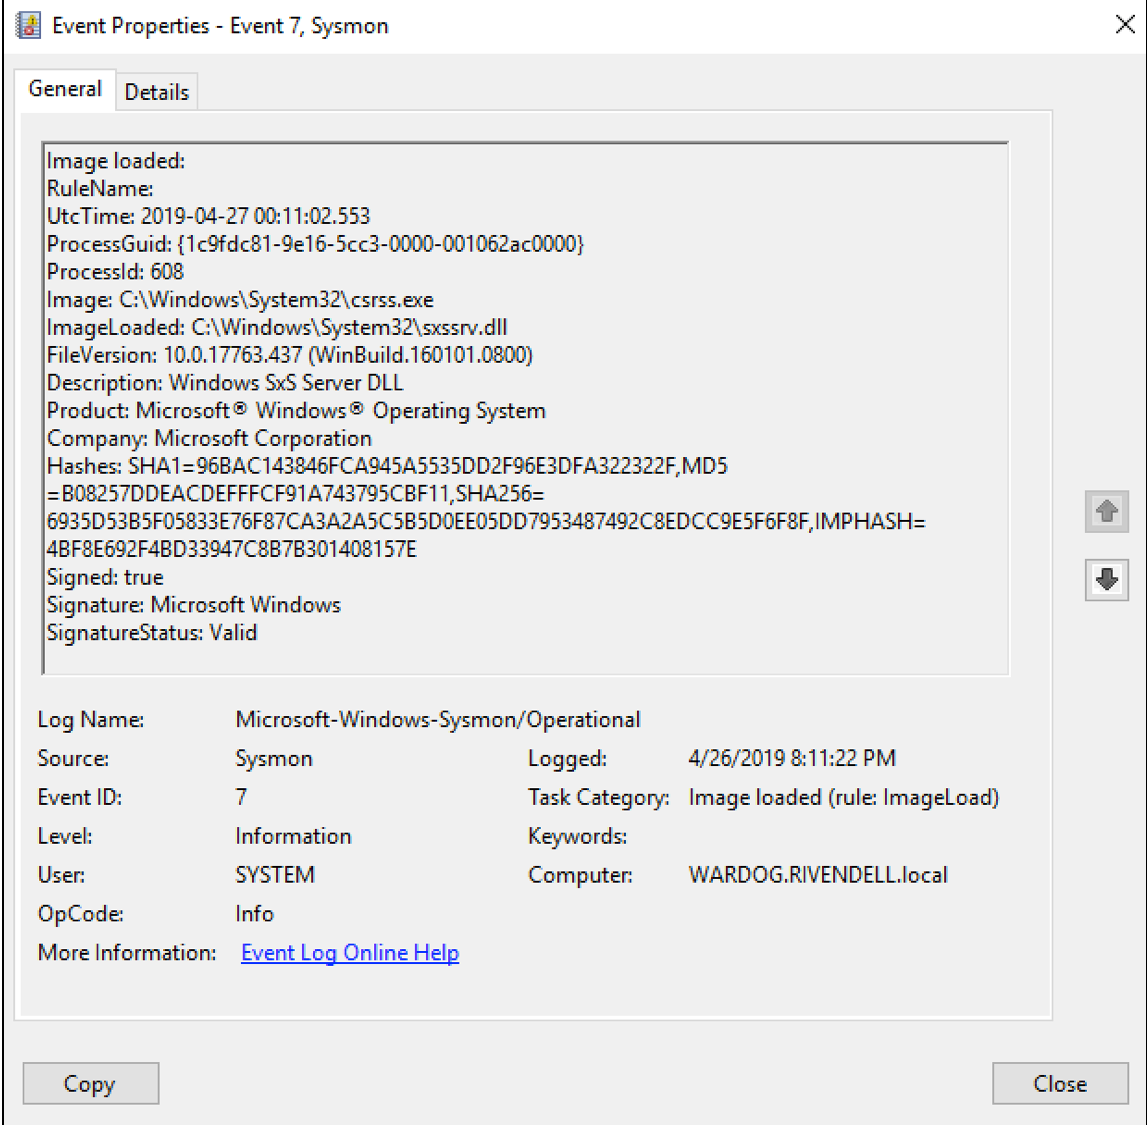 Event Properties - Event 7, Sysmon
General
Details
Image loaded:
RuleName:
UtcTime: 2019-04-27 00:11:02.553
ProcessGuid: {1c9fdc81-9e16-5cc3-0000-001062ac0000}
ProcessId: 608
Image: C:\Windows\System32\csrss.exe
ImageLoaded: C:\Windows\System32\sxssrv.dll
FileVersion: 10.0.17763.437 (WinBuild.160101.0800)
Description: Windows SxS Server DLL
Product: Microsoft® Windows® Operating System
Company: Microsoft Corporation
Hashes: SHA1=96BAC143846FCA945A5535DD2F96E3DFA322322F,MD5
=B08257DDEACDEFFFCF91A743795CBF11,SHA256=
6935D53B5F05833E76F87CA3A2A5C5B5D0EE05DD7953487492C8EDCC9E5F6F8F,IMPHASH=
4BF8E692F4BD33947C8B7B301408157E
Signed: true
Signature: Microsoft Windows
SignatureStatus: Valid
Log Name: Microsoft-Windows-Sysmon/Operational
Source: Sysmon Logged: 4/26/2019 8:11:22 PM
Event ID: 7 Task Category: Image loaded (rule: ImageLoad)
Level: Information Keywords:
User: SYSTEM Computer: WARDOG.RIVENDELL.local
OpCode: Info
More Information: Event Log Online Help
Copy
Close